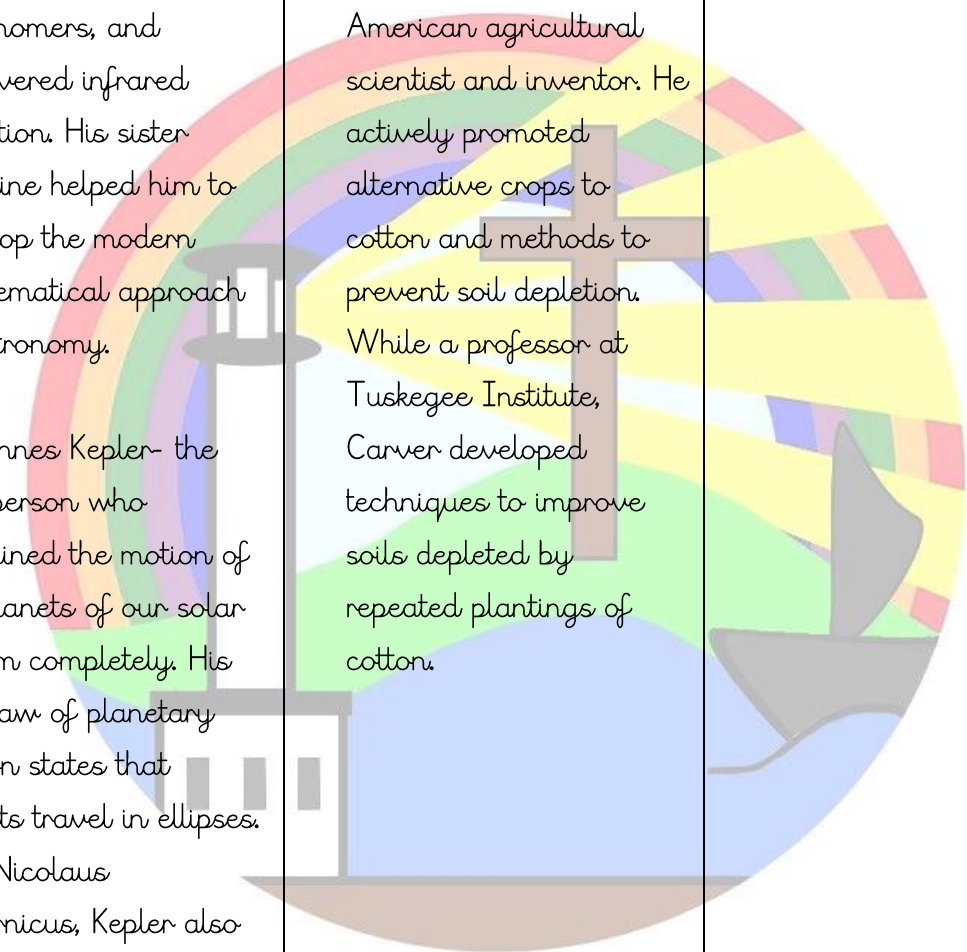 nomers, and
vered infrared
tion. His sister
ine helped him to
op the modern
ematical approach
tronomy.
nnes Kepler- the
person who
ined the motion of
lanets of our solar
m completely. His
aw of planetary
n states that
ts travel in ellipses.
Nicolaus
rnicus, Kepler also
American agricultural
scientist and inventor. He
actively promoted
alternative crops to
cotton and methods to
prevent soil depletion.
While a professor at
Tuskegee Institute,
Carver developed
techniques to improve
soils depleted by
repeated plantings of
cotton.